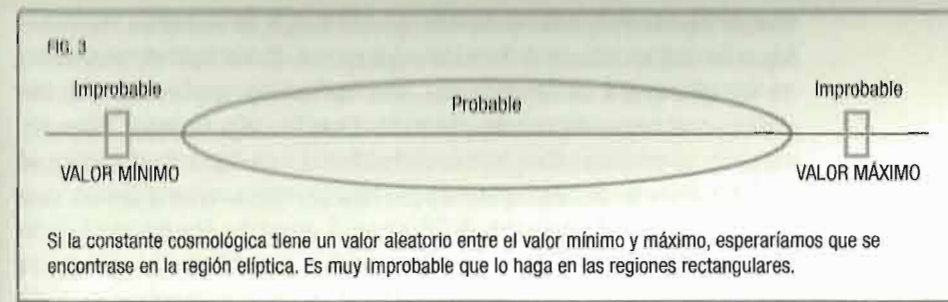 FIG. 3
Improbable
Probable
Improbable
VALOR MÍNIMO
VALOR MÁXIMO
Si la constante cosmológica tiene un valor aleatorio entre el valor mínimo y máximo, esperaríamos que se
encontrase en la región elíptica. Es muy improbable que lo haga en las regiones rectangulares.